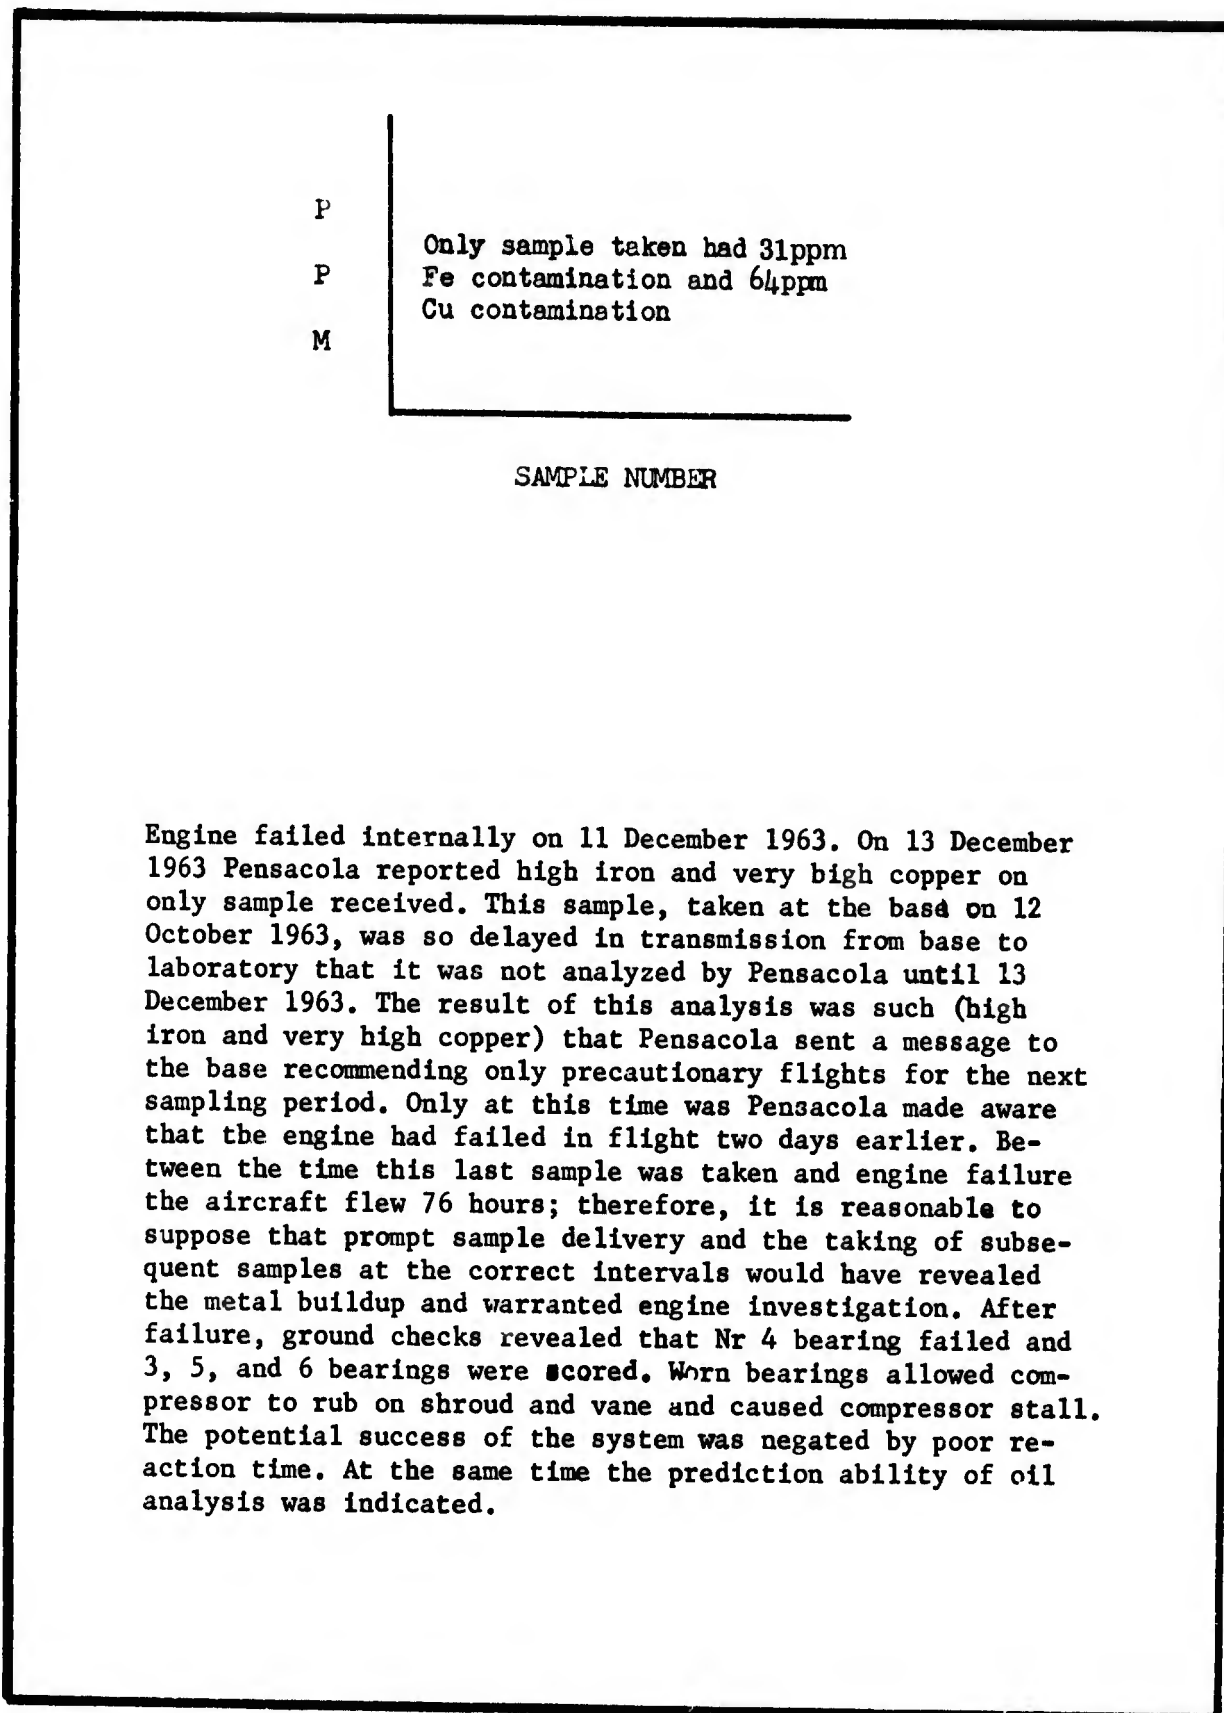 P
P
M
Only sample taken had 31ppm
Fe contamination and 64ppm
Cu contamination
SAMPLE NUMBER
Engine failed internally on 11 December 1963. On 13 December
1963 Pensacola reported high iron and very high copper on
only sample received. This sample, taken at the base on 12
October 1963, was so delayed in transmission from base to
laboratory that it was not analyzed by Pensacola until 13
December 1963. The result of this analysis was such (high
iron and very high copper) that Pensacola sent a message to
the base recommending only precautionary flights for the next
sampling period. Only at this time was Pensacola made aware
that the engine had failed in flight two days earlier. Be-
tween the time this last sample was taken and engine failure
the aircraft flew 76 hours; therefore, it is reasonable to
suppose that prompt sample delivery and the taking of subse-
quent samples at the correct intervals would have revealed
the metal buildup and warranted engine investigation. After
failure, ground checks revealed that Nr 4 bearing failed and
3, 5, and 6 bearings were scored. Worn bearings allowed com-
pressor to rub on shroud and vane and caused compressor stall.
The potential success of the system was negated by poor re-
action time. At the same time the prediction ability of oil
analysis was indicated.